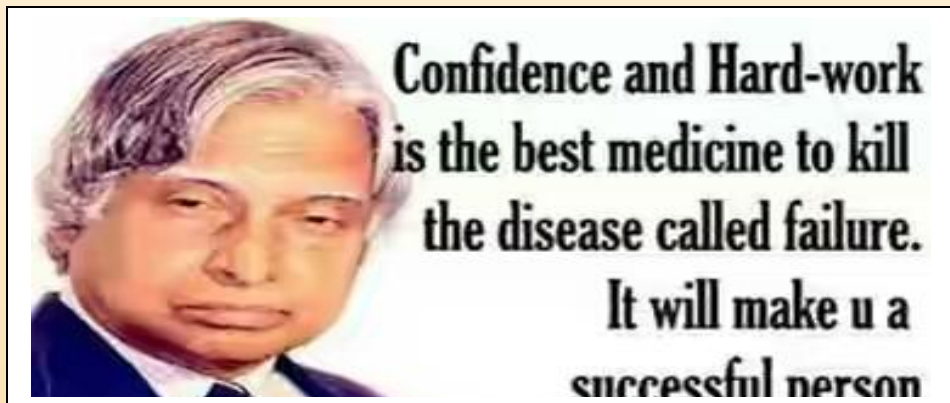 Confidence and Hard-work
is the best medicine to kill
the disease called failure.
It will make u a
successful person